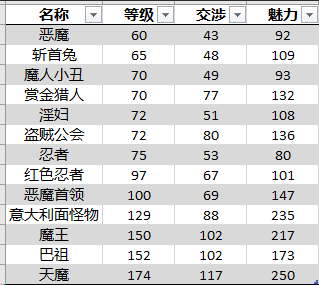 名称 等级 交涉 魅力
恶魔 60 43 92
斩首兔 65 48 109
魔人小丑 70 49 93
赏金猎人 70 77 132
淫妇 72 51 108
盗贼公会 72 80 136
忍者 75 53 80
红色忍者 97 67 101
恶魔首领 100 69 147
意大利面怪物 129 88 235
魔王 150 102 217
巴祖 152 102 173
天魔 174 117 250